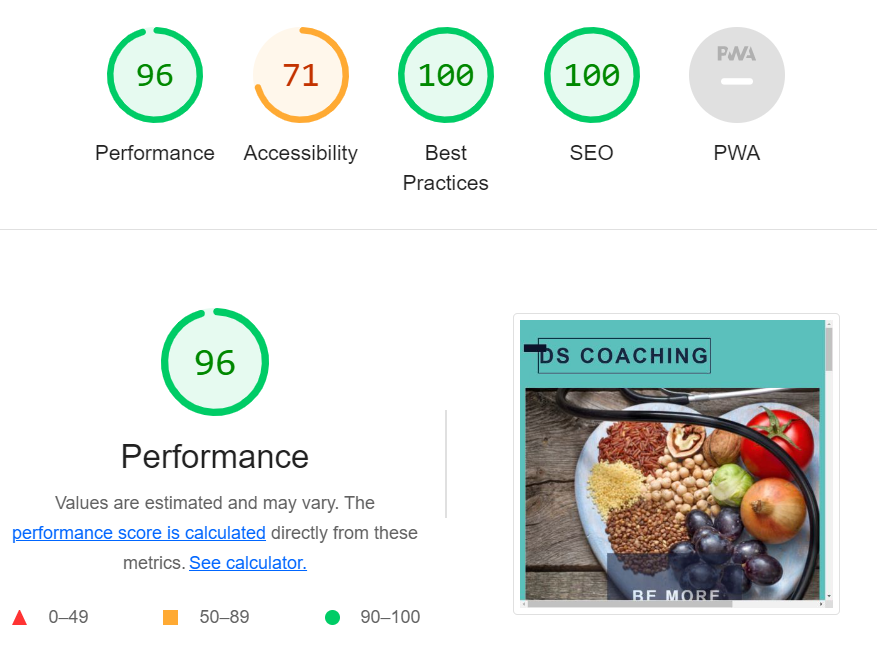 96
71
100
100
PWA
Performance
Accessibility
Best
Practices
SEO
PWA
96
Performance
Values are estimated and may vary. The
performance score is calculated directly from these
metrics. See calculator.
0–49
50–89
90–100
DS COACHING
BE MORE